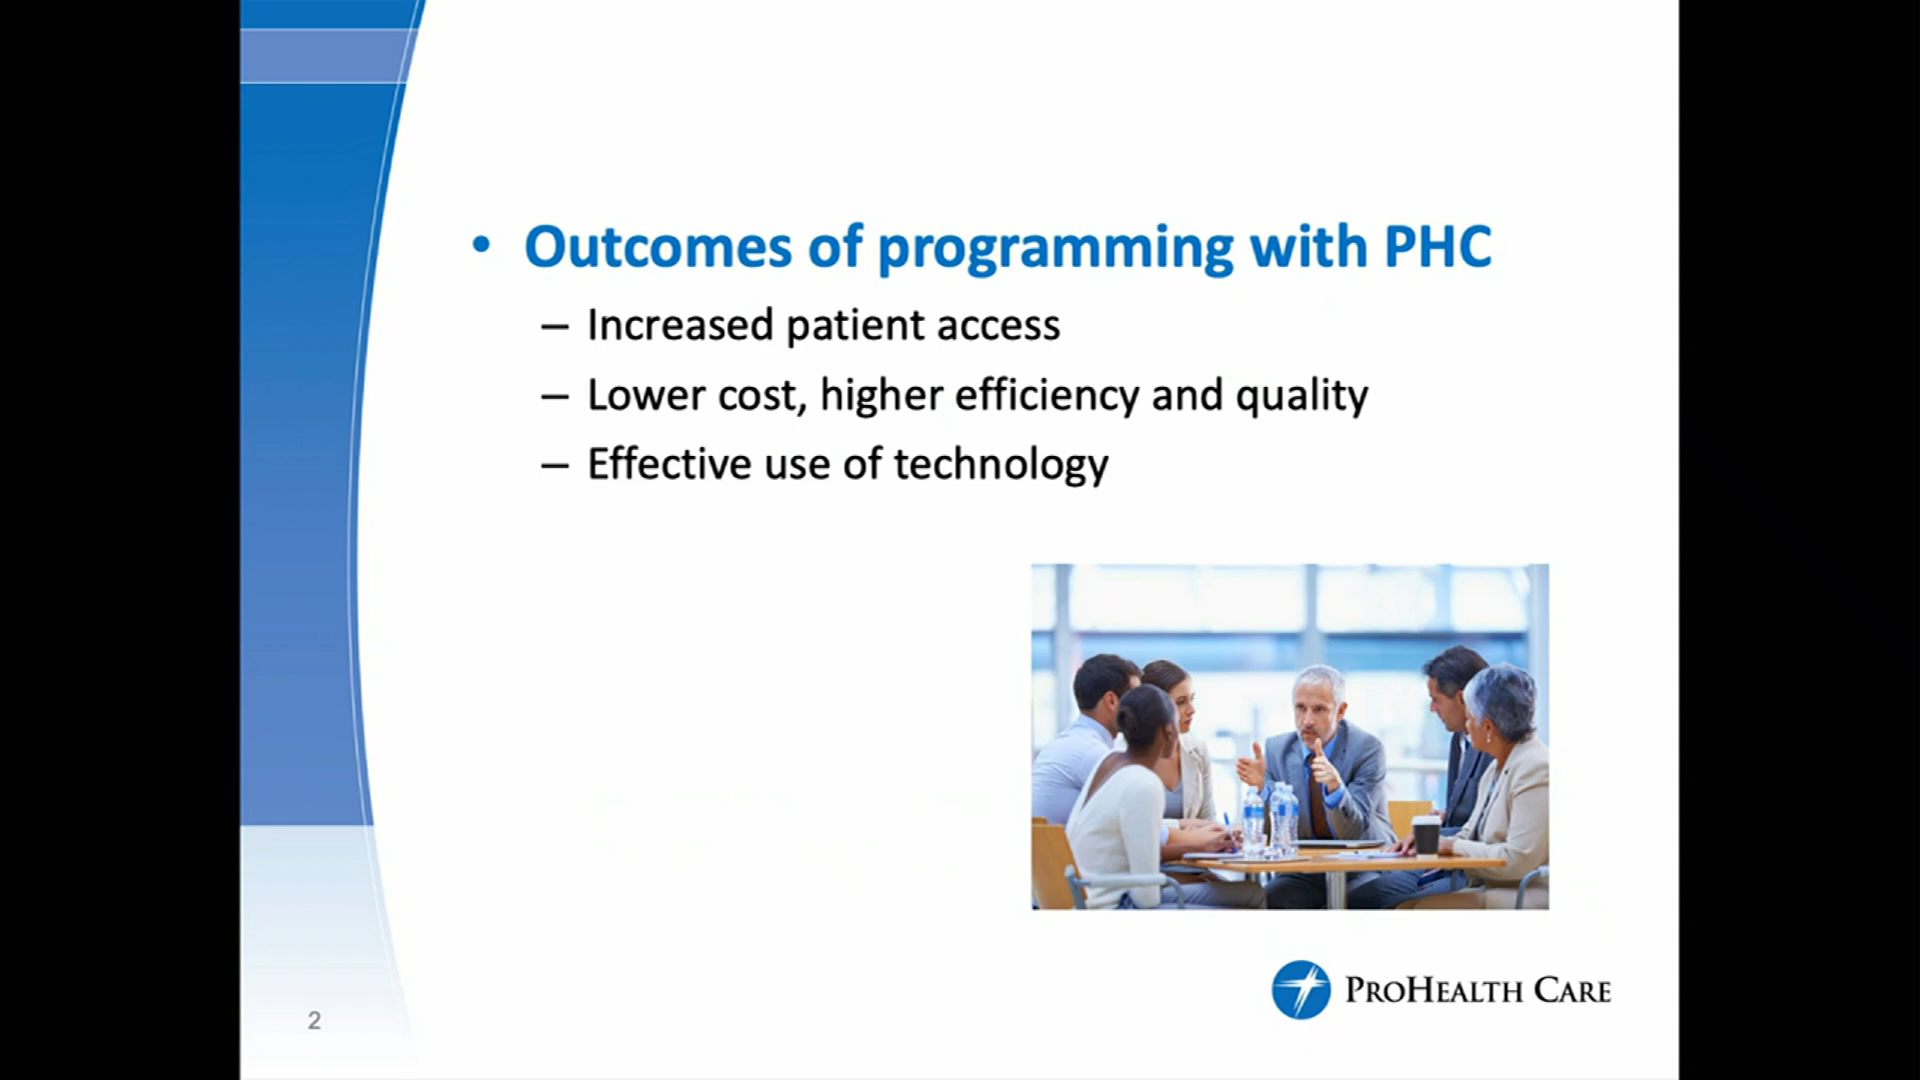 • Outcomes of programming with PHC
– Increased patient access
– Lower cost, higher efficiency and quality
– Effective use of technology
PROHEALTH CARE
2